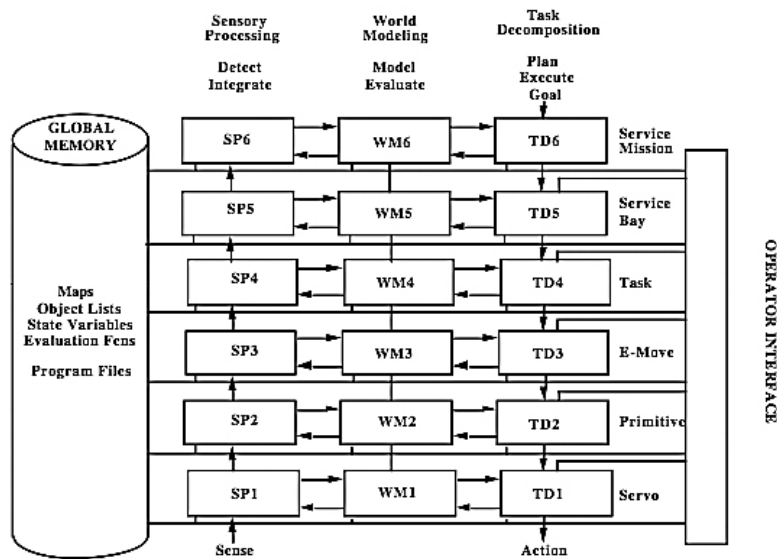 Sensory
Processing
Detect
Integrate
World
Modeling
Model
Evaluate
Task
Decomposition
Plan
Execute
Goal
GLOBAL
MEMORY
Maps
Object Lists
State Variables
Evaluation Fcns
Program Files
SP6
WM6
TD6
Service
Mission
SP5
WM5
TD5
Service
Bay
SP4
WM4
TD4
Task
SP3
WM3
TD3
E-Move
SP2
WM2
TD2
Primitive
SP1
WM1
TD1
Servo
Sense
Action
OPERATOR INTERFACE